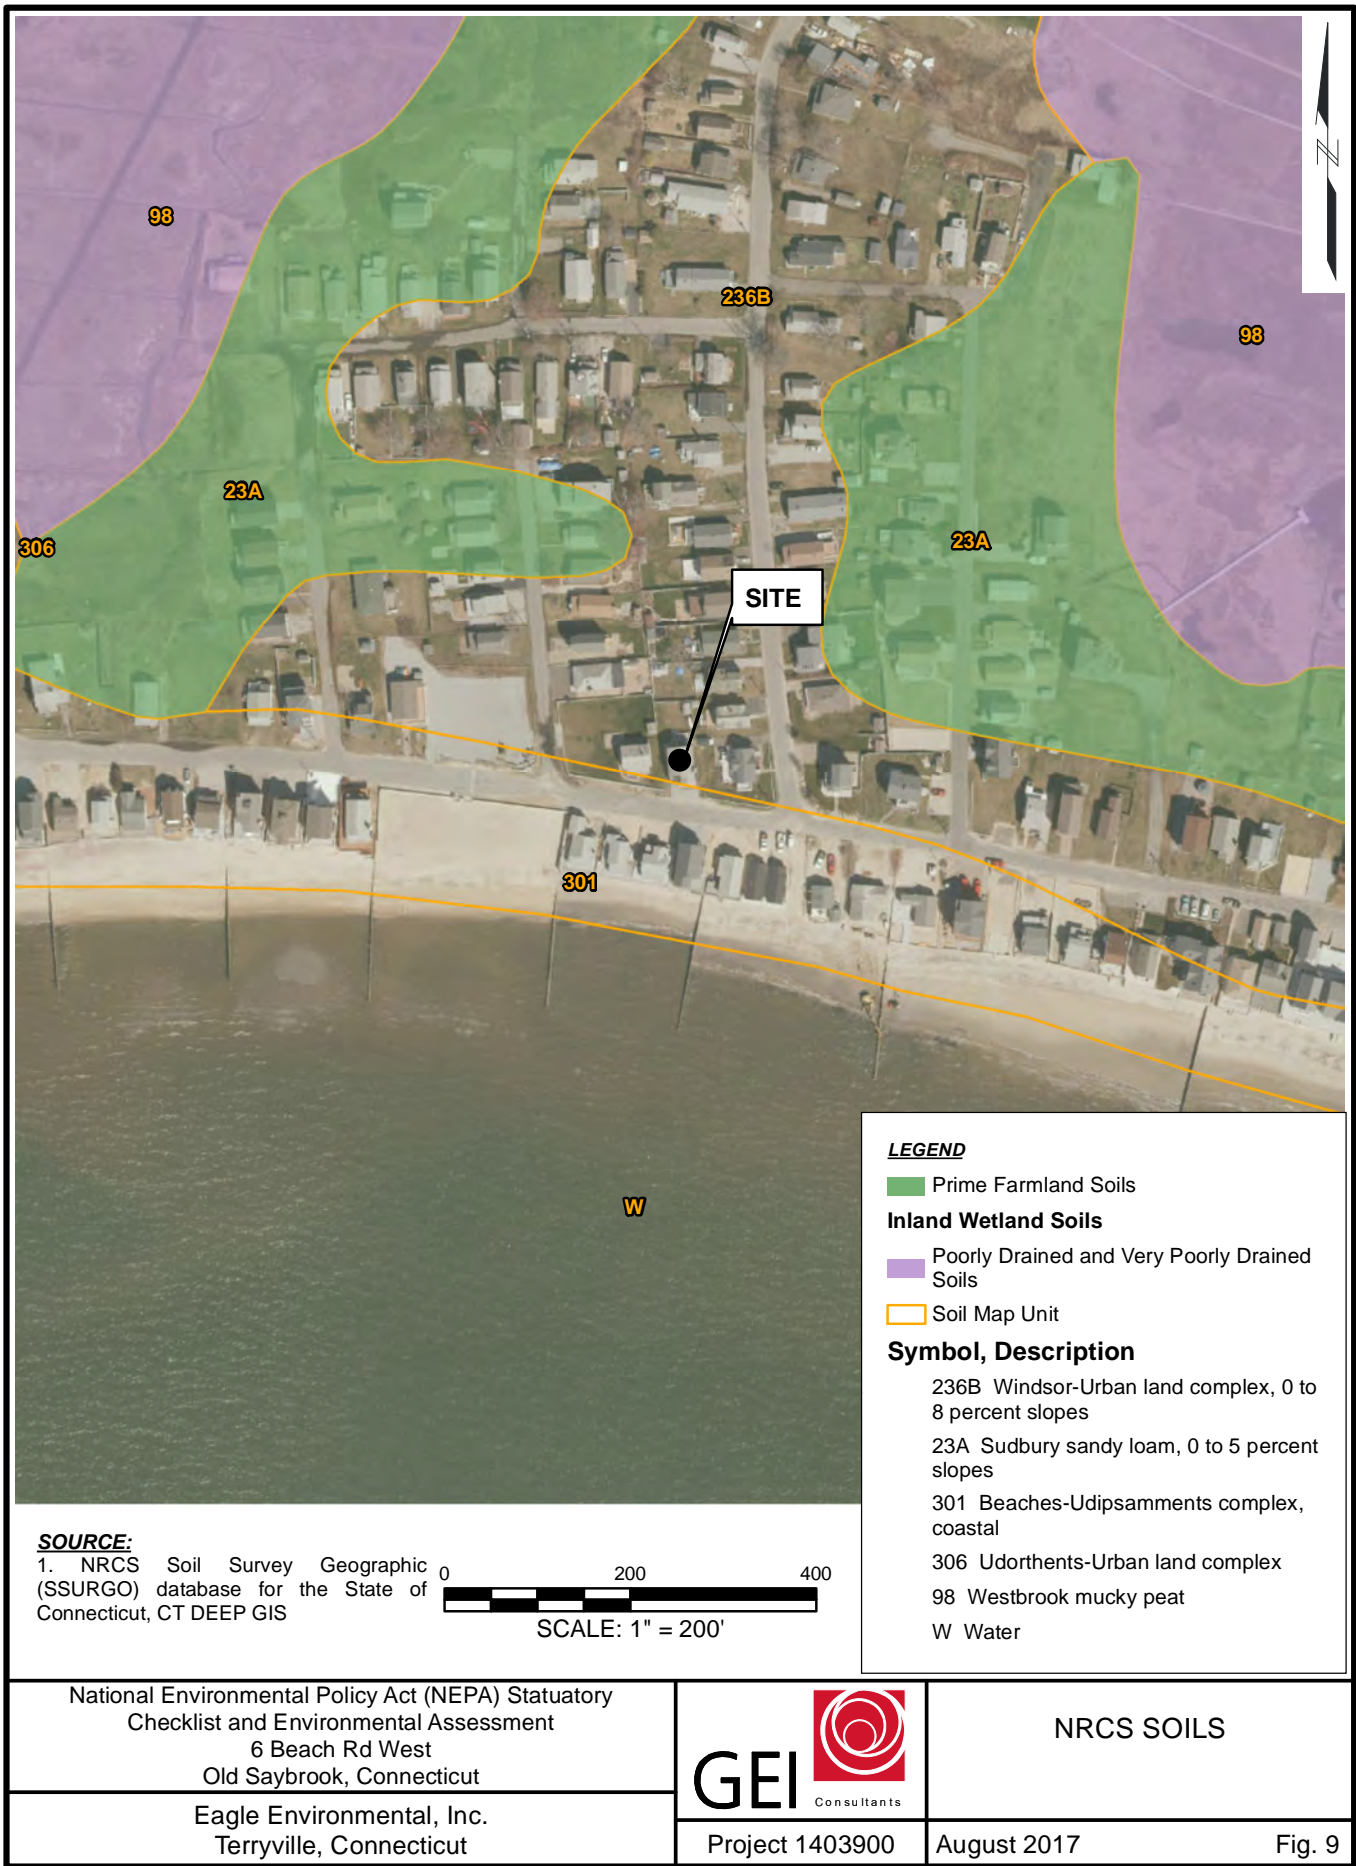 N
98
236B
98
23A
306
23A
SITE
301
W
LEGEND
Prime Farmland Soils
Inland Wetland Soils
Poorly Drained and Very Poorly Drained
Soils
Soil Map Unit
Symbol, Description
236B Windsor-Urban land complex, 0 to
8 percent slopes
23A Sudbury sandy loam, 0 to 5 percent
slopes
301 Beaches-Udipsamments complex,
coastal
306 Udorthents-Urban land complex
98 Westbrook mucky peat
W Water
SOURCE:
1. NRCS Soil Survey Geographic
(SSURGO) database for the State of
Connecticut, CT DEEP GIS
0 200 400
SCALE: 1" = 200'
National Environmental Policy Act (NEPA) Statuatory
Checklist and Environmental Assessment
6 Beach Rd West
Old Saybrook, Connecticut
Eagle Environmental, Inc.
Terryville, Connecticut
GEI Consultants
Project 1403900
NRCS SOILS
August 2017 Fig. 9